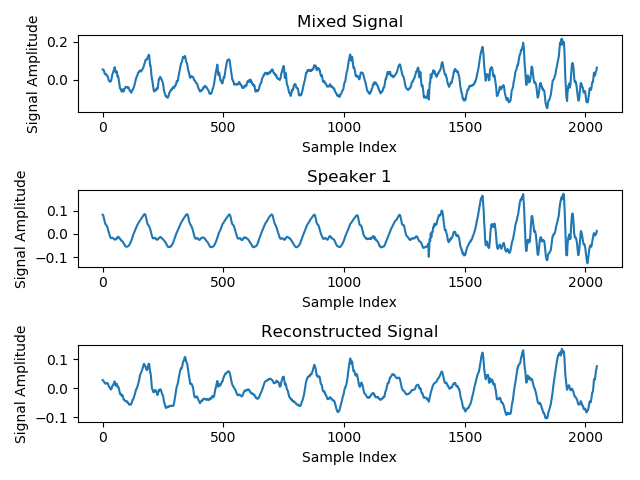 Mixed Signal
Signal Amplitude
0.2
0.0
0 500 1000 1500 2000
Sample Index
Speaker 1
Signal Amplitude
0.1
0.0
−0.1
0 500 1000 1500 2000
Sample Index
Reconstructed Signal
Signal Amplitude
0.1
0.0
−0.1
0 500 1000 1500 2000
Sample Index